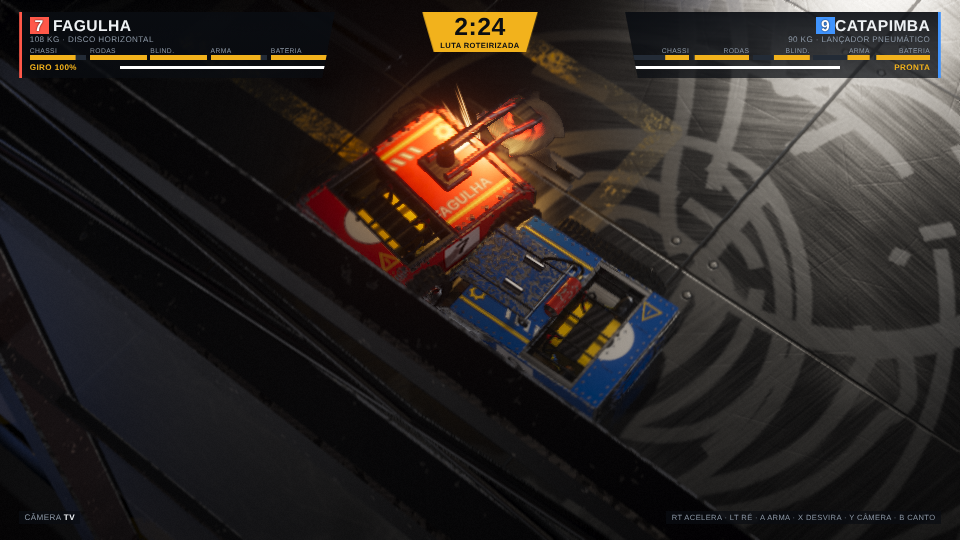 7 FAGULHA
108 KG · DISCO HORIZONTAL
CHASSI RODAS BLIND. ARMA BATERIA
GIRO 100%
2:24
LUTA ROTEIRIZADA
9 CATAPIMBA
90 KG · LANÇADOR PNEUMÁTICO
CHASSI RODAS BLIND. ARMA BATERIA
PRONTA
FAGULHA
7
CÂMERA TV
RT ACELERA · LT RÉ · A ARMA · X DESVIRA · Y CÂMERA · B CANTO